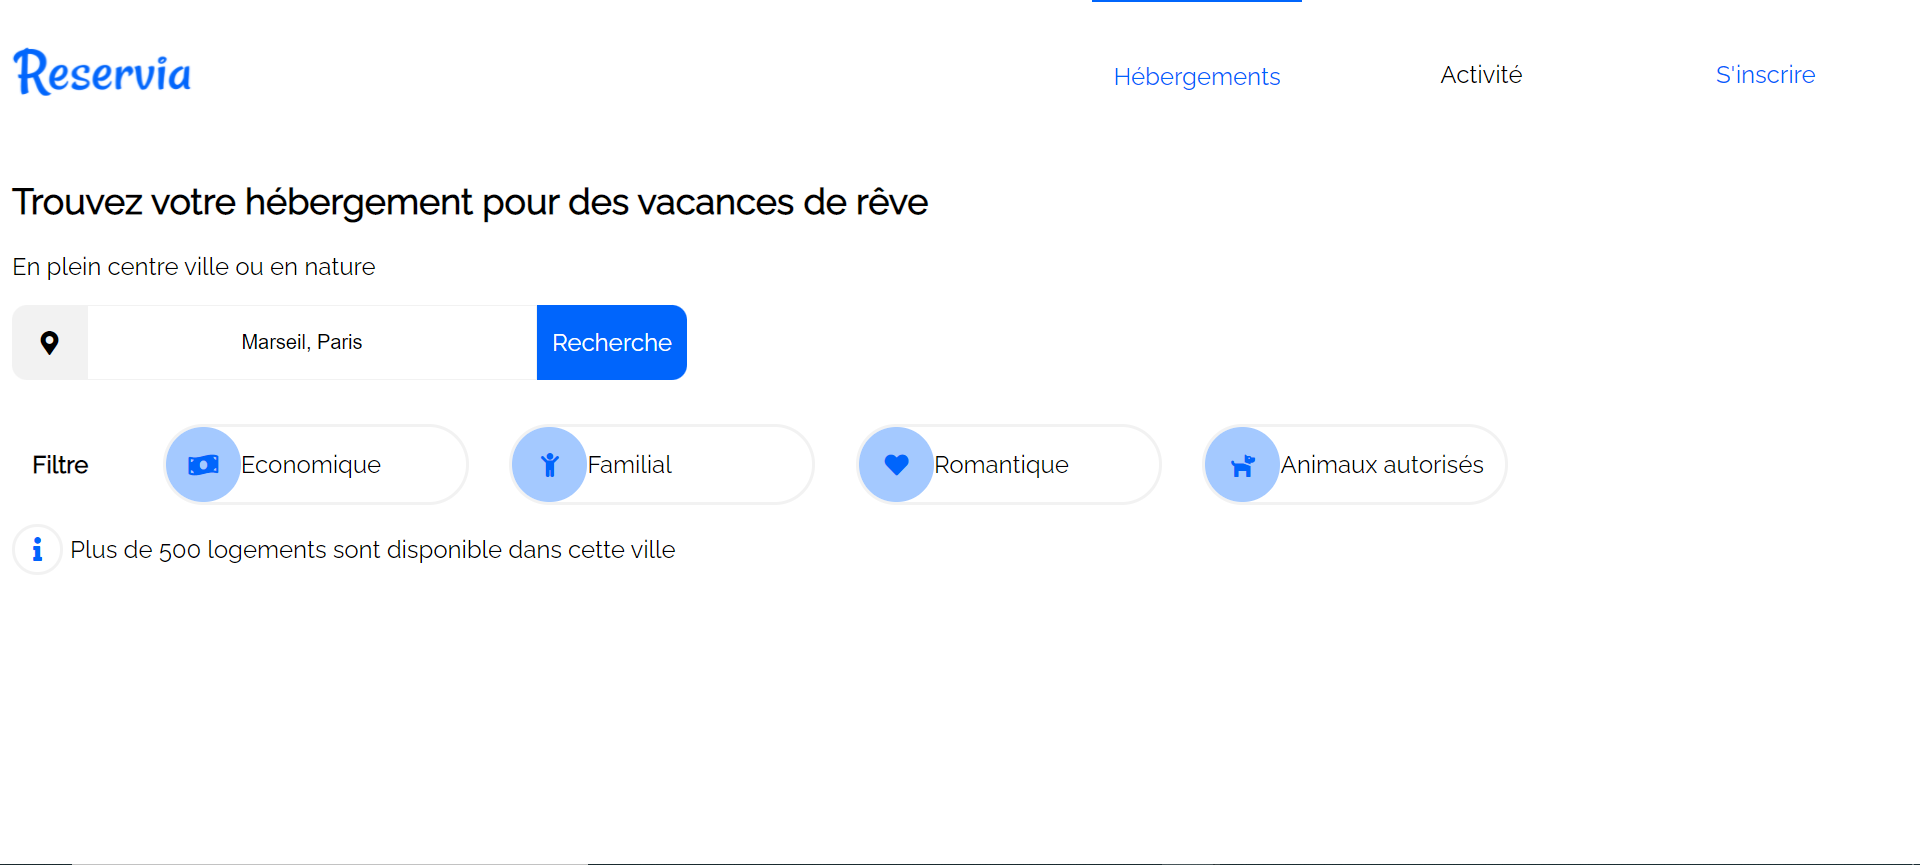 Reservia
Hébergements
Activité
S'inscrire
Trouvez votre hébergement pour des vacances de rêve
En plein centre ville ou en nature
Marseil, Paris
Recherche
Filtre
Economique
Familial
Romantique
Animaux autorisés
Plus de 500 logements sont disponible dans cette ville